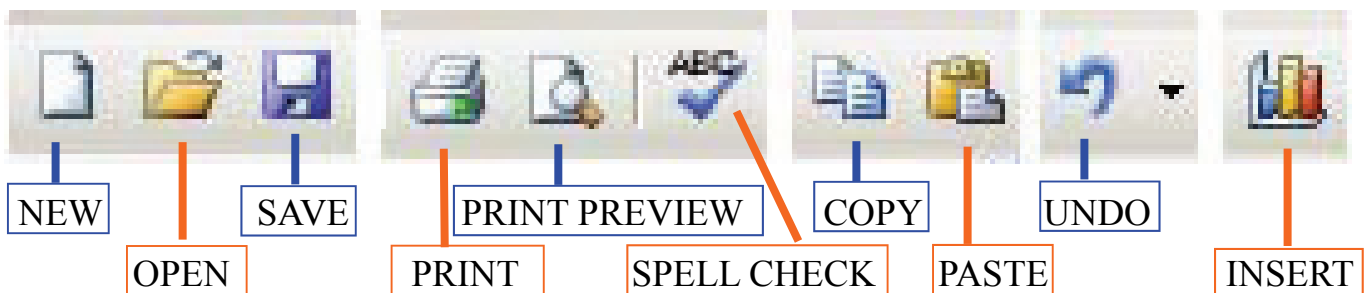 ABC
NEW
SAVE
PRINT PREVIEW
COPY
UNDO
OPEN
PRINT
SPELL CHECK
PASTE
INSERT